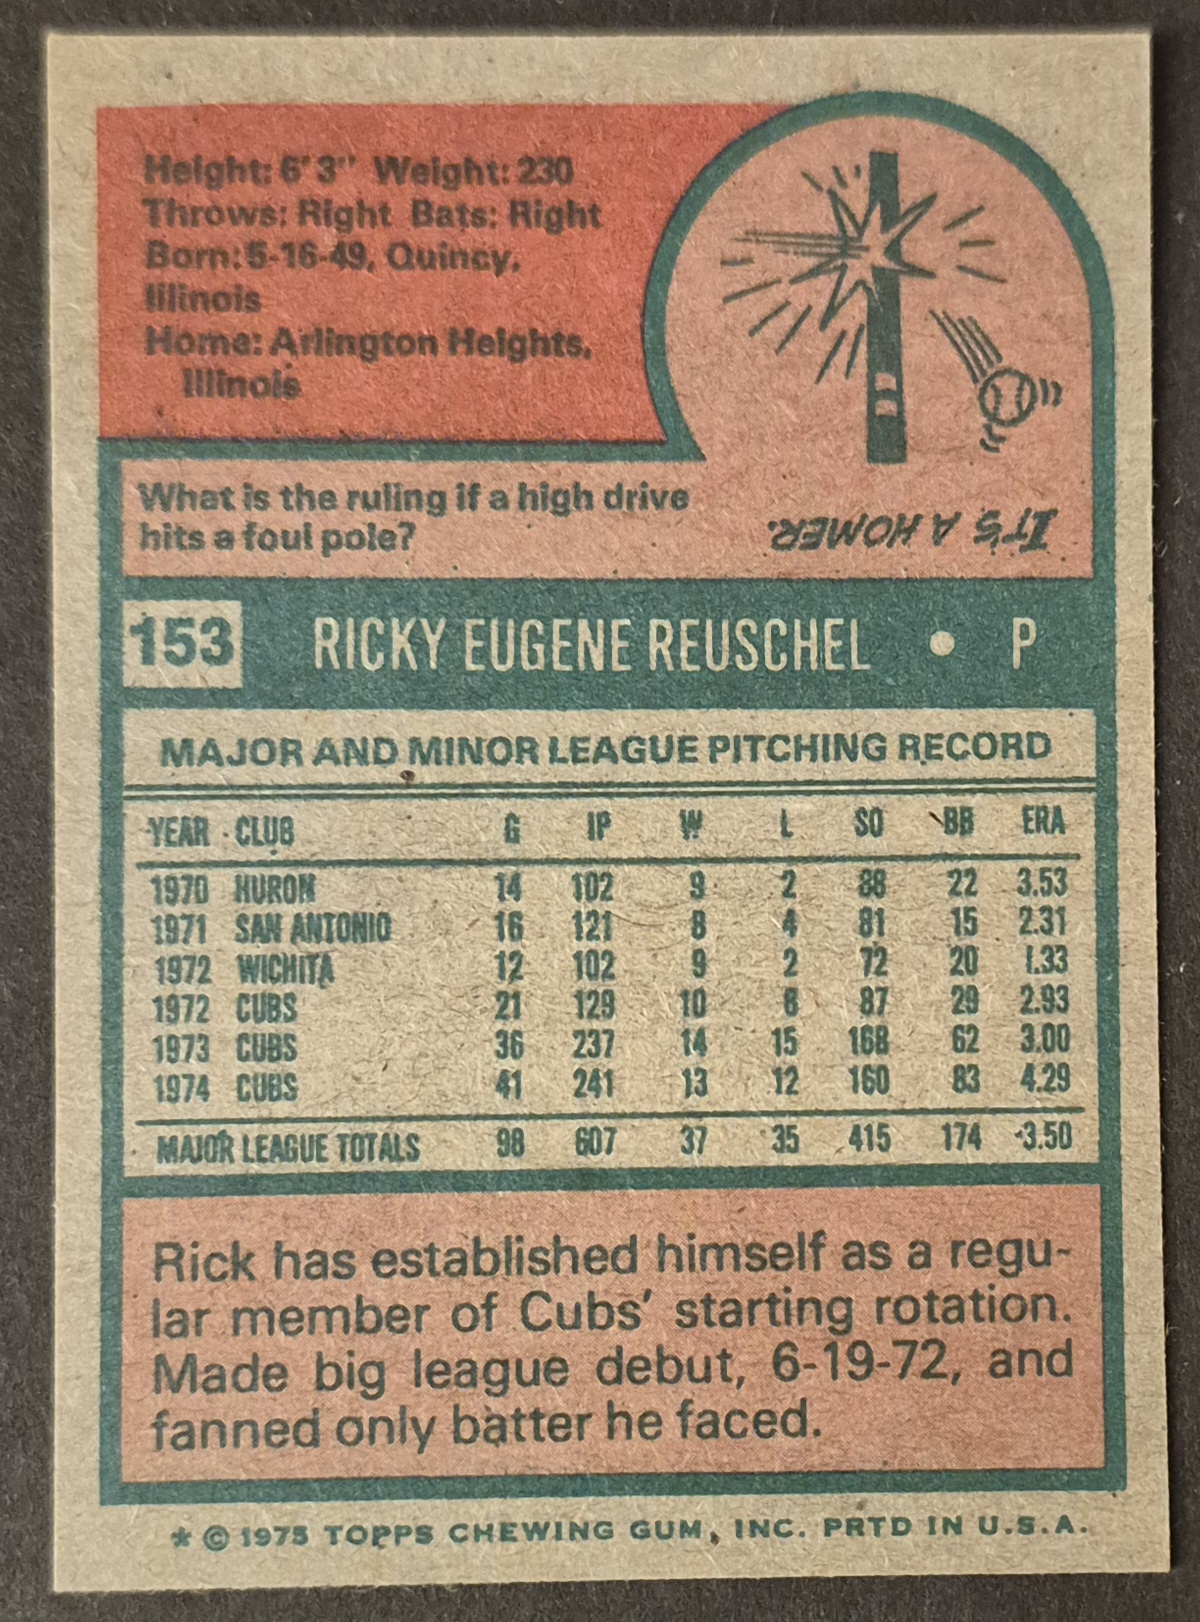 Height: 6'3" Weight: 230
Throws: Right Bats: Right
Born: 5-16-49, Quincy,
Illinois
Home: Arlington Heights,
Illinois
What is the ruling if a high drive
hits a foul pole?
IT'S A HOMER.
153 RICKY EUGENE REUSCHEL • P
MAJOR AND MINOR LEAGUE PITCHING RECORD
YEAR CLUB G IP W L SO BB ERA
1970 HURON 14 102 9 2 88 22 3.53
1971 SAN ANTONIO 16 121 8 4 81 15 2.31
1972 WICHITA 12 102 9 2 72 20 1.33
1972 CUBS 21 129 10 8 87 29 2.93
1973 CUBS 36 237 14 15 168 62 3.00
1974 CUBS 41 241 13 12 160 83 4.29
MAJOR LEAGUE TOTALS 98 607 37 35 415 174 3.50
Rick has established himself as a regu-
lar member of Cubs' starting rotation.
Made big league debut, 6-19-72, and
fanned only batter he faced.
* © 1975 TOPPS CHEWING GUM, INC. PRTD IN U.S.A.